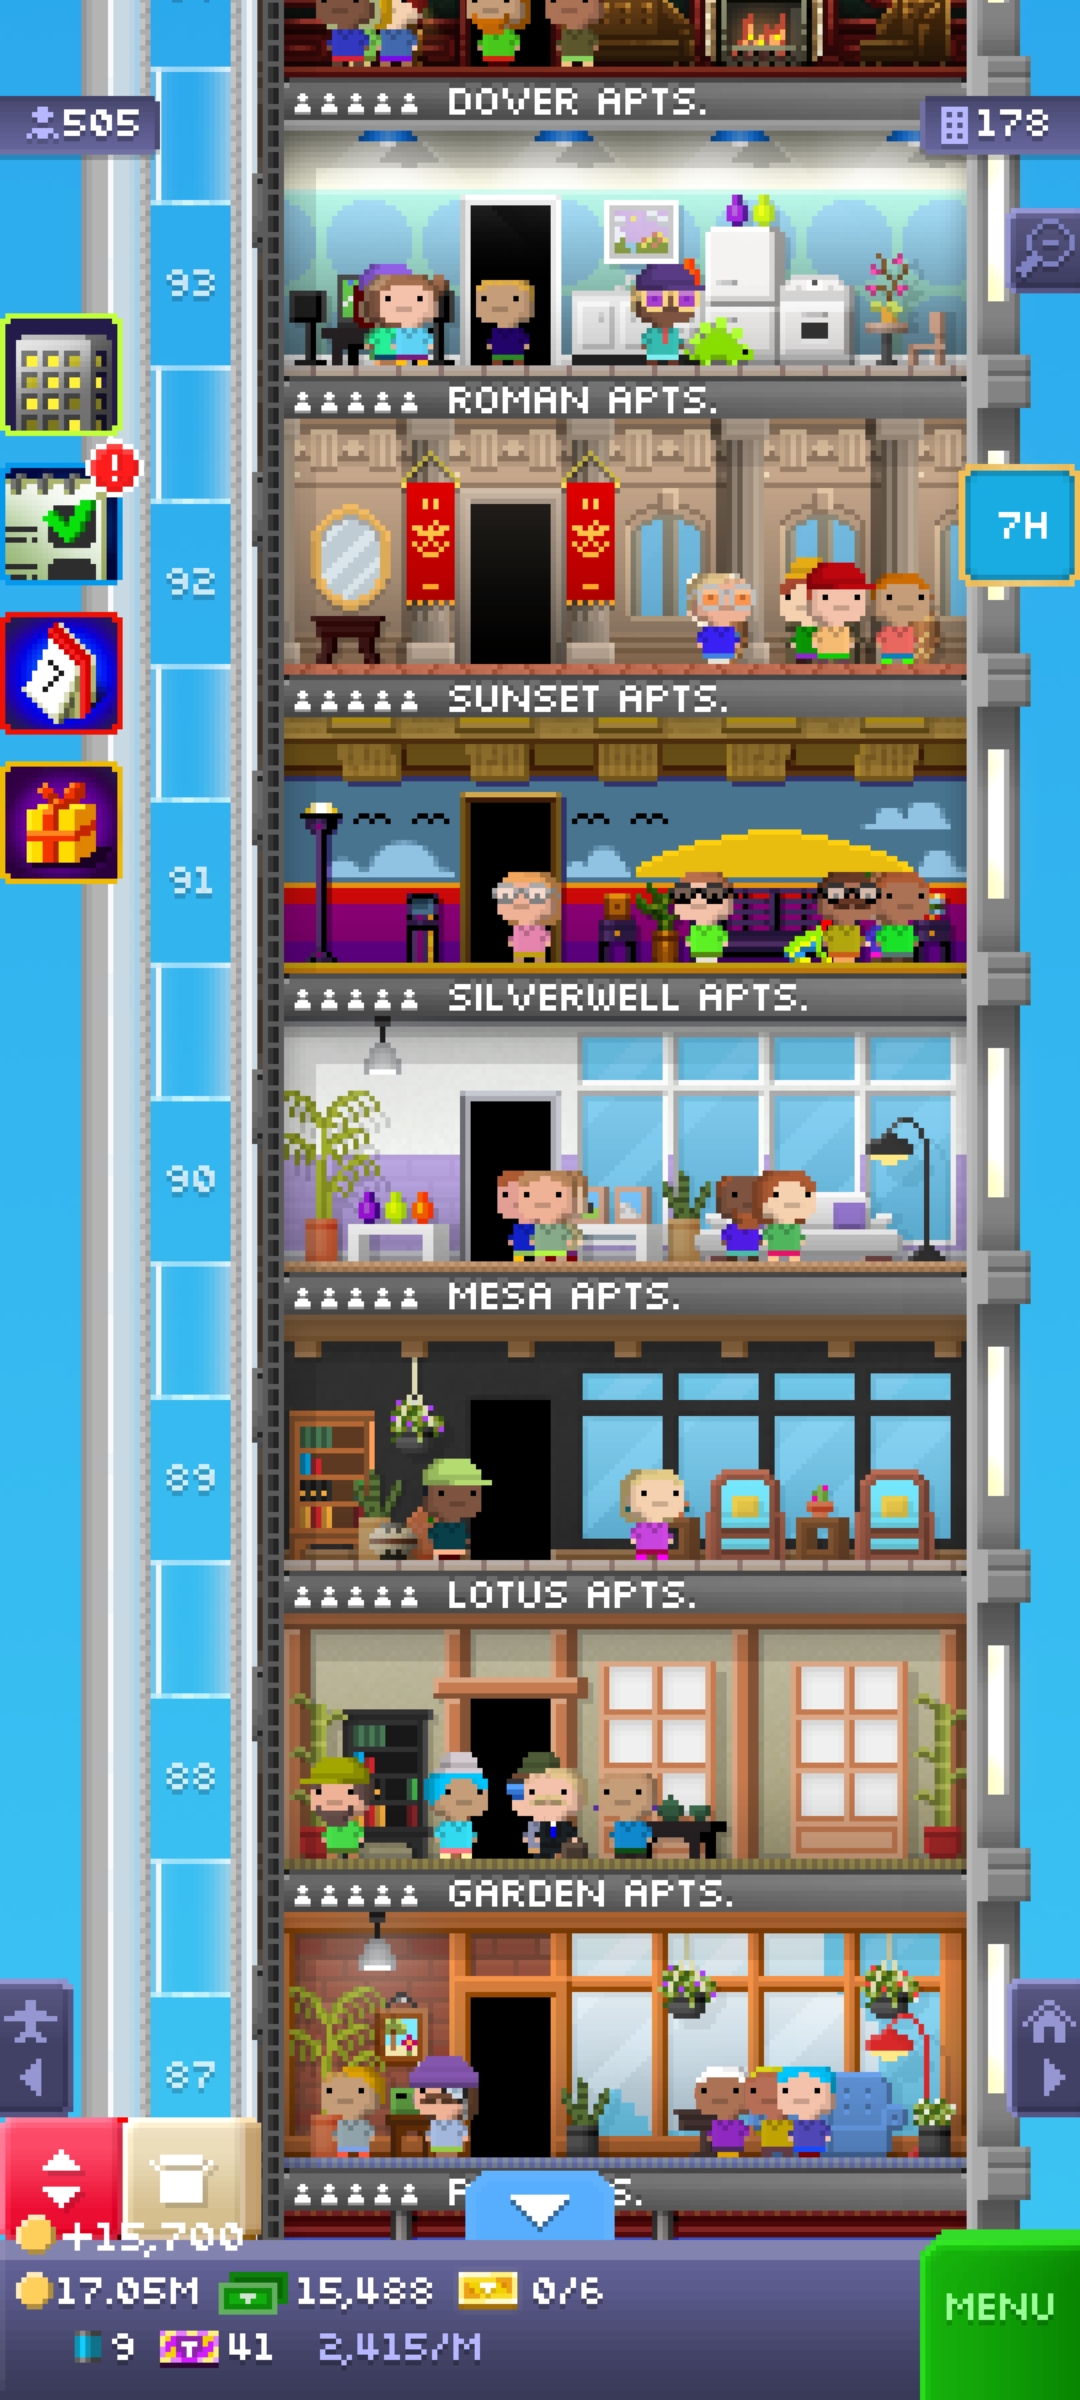 DOVER APTS.
505
178
93
ROMAN APTS.
7H
92
SUNSET APTS.
91
SILVERWELL APTS.
90
MESA APTS.
89
LOTUS APTS.
88
GARDEN APTS.
87
+15,700
17.05M 15,488 0/6
MENU
9 41 2,415/M